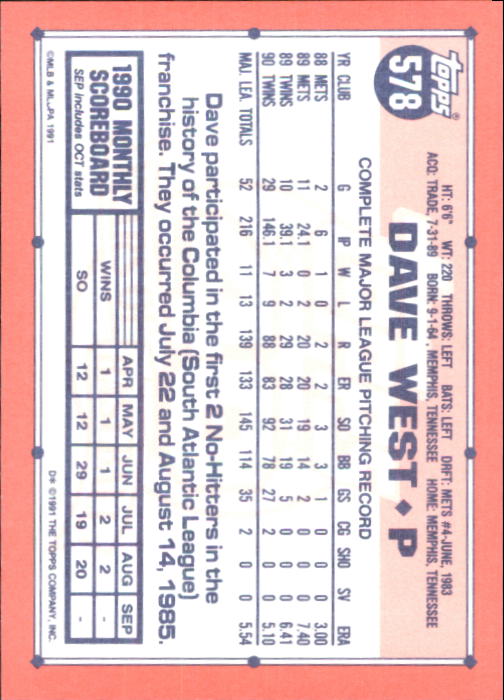 topps®
578
HT: 6'6" WT: 220 THROWS: LEFT BATS: LEFT DRFT: METS #4-JUNE, 1983
ACQ: TRADE, 7-31-89 BORN: 9-1-64, MEMPHIS, TENNESSEE HOME: MEMPHIS, TENNESSEE
DAVE WEST ♦ P
COMPLETE MAJOR LEAGUE PITCHING RECORD
YR CLUB G IP W L R ER SO BB GS CG SHO SV ERA
88 METS 2 6 1 0 2 2 3 3 1 0 0 0 3.00
89 METS 11 24.1 0 2 20 20 19 14 2 0 0 0 7.40
89 TWINS 10 39.1 3 2 29 28 31 19 5 0 0 0 6.41
90 TWINS 29 146.1 7 9 88 83 92 78 27 2 0 0 5.10
MAJ. LEA. TOTALS 52 216 11 13 139 133 145 114 35 2 0 0 5.54
Dave participated in the first 2 No-Hitters in the
history of the Columbia (South Atlantic League)
franchise. They occurred July 22 and August 14, 1985.
1990 MONTHLY
SCOREBOARD
SEP includes OCT stats
APR MAY JUN JUL AUG SEP
WINS 1 1 1 2 2 -
SO 12 12 29 19 20 -
©MLB & MLBPA 1991
D* ©1991 THE TOPPS COMPANY, INC.